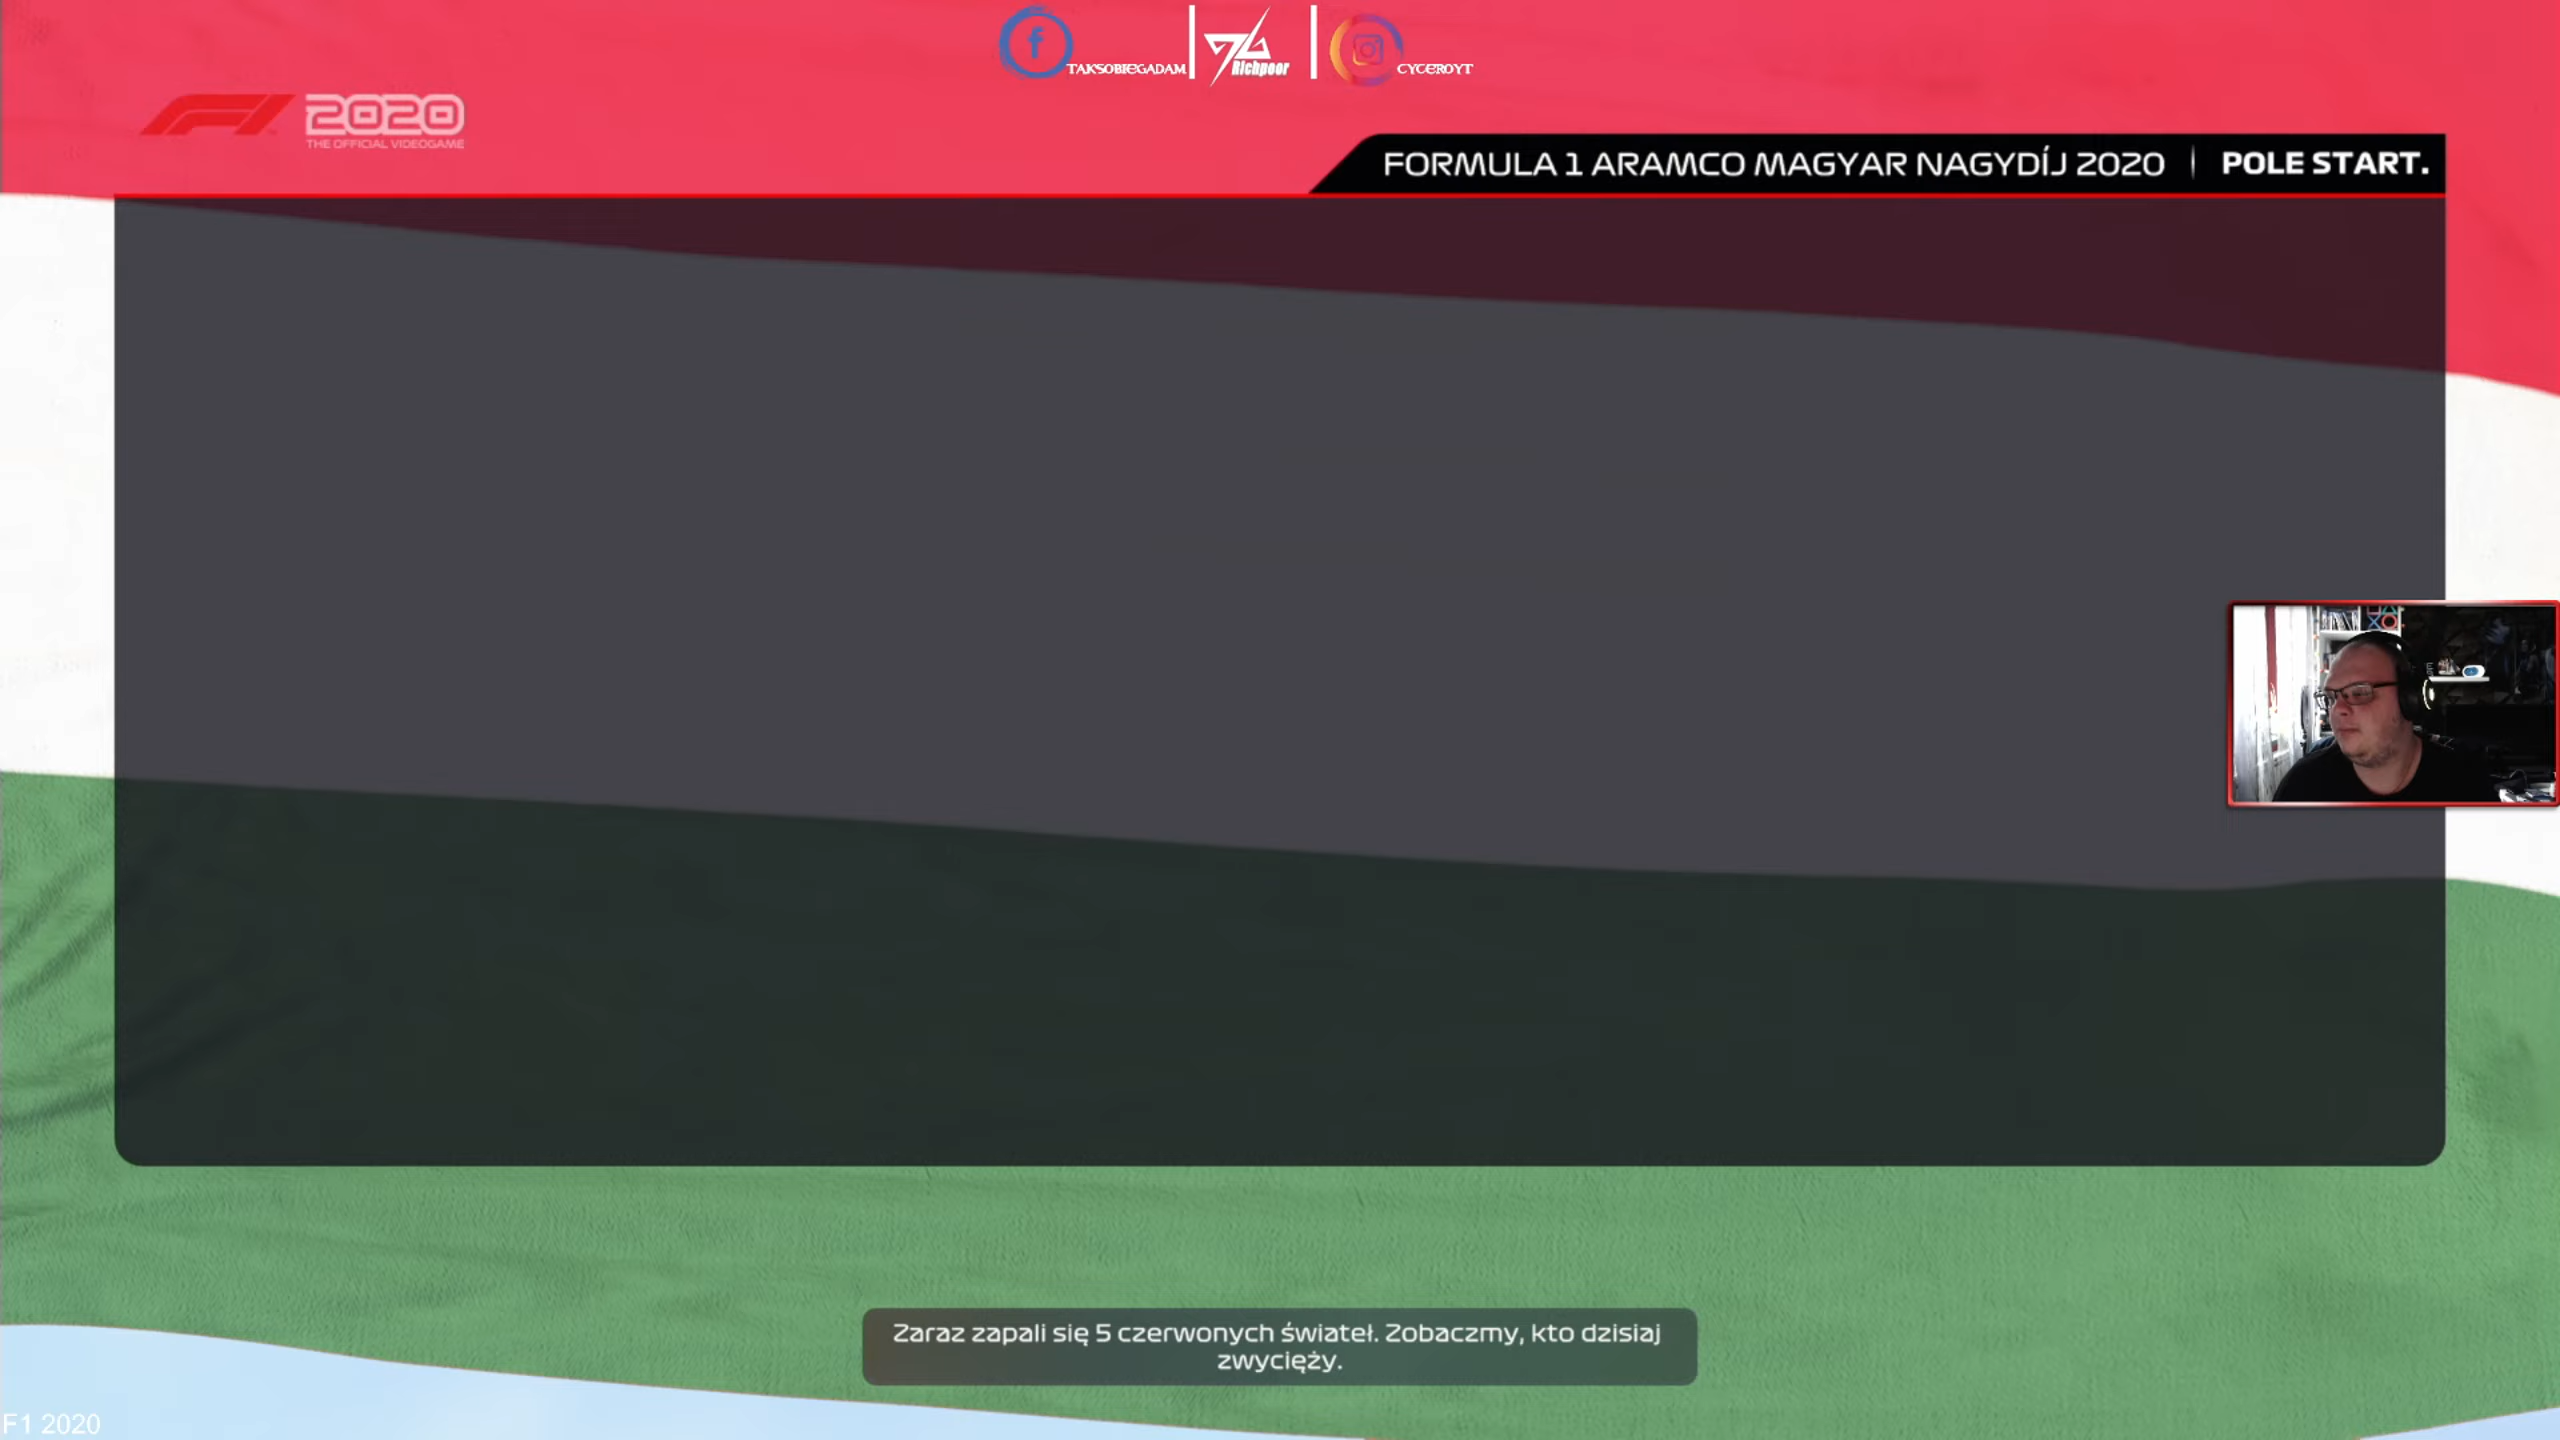 TAKSOBIEGADAM
Richpoor
CYCEROYT
2020
THE OFFICIAL VIDEOGAME
FORMULA 1 ARAMCO MAGYAR NAGYDÍJ 2020 | POLE START.
Zaraz zapali się 5 czerwonych świateł. Zobaczmy, kto dzisiaj
zwycięży.
F1 2020